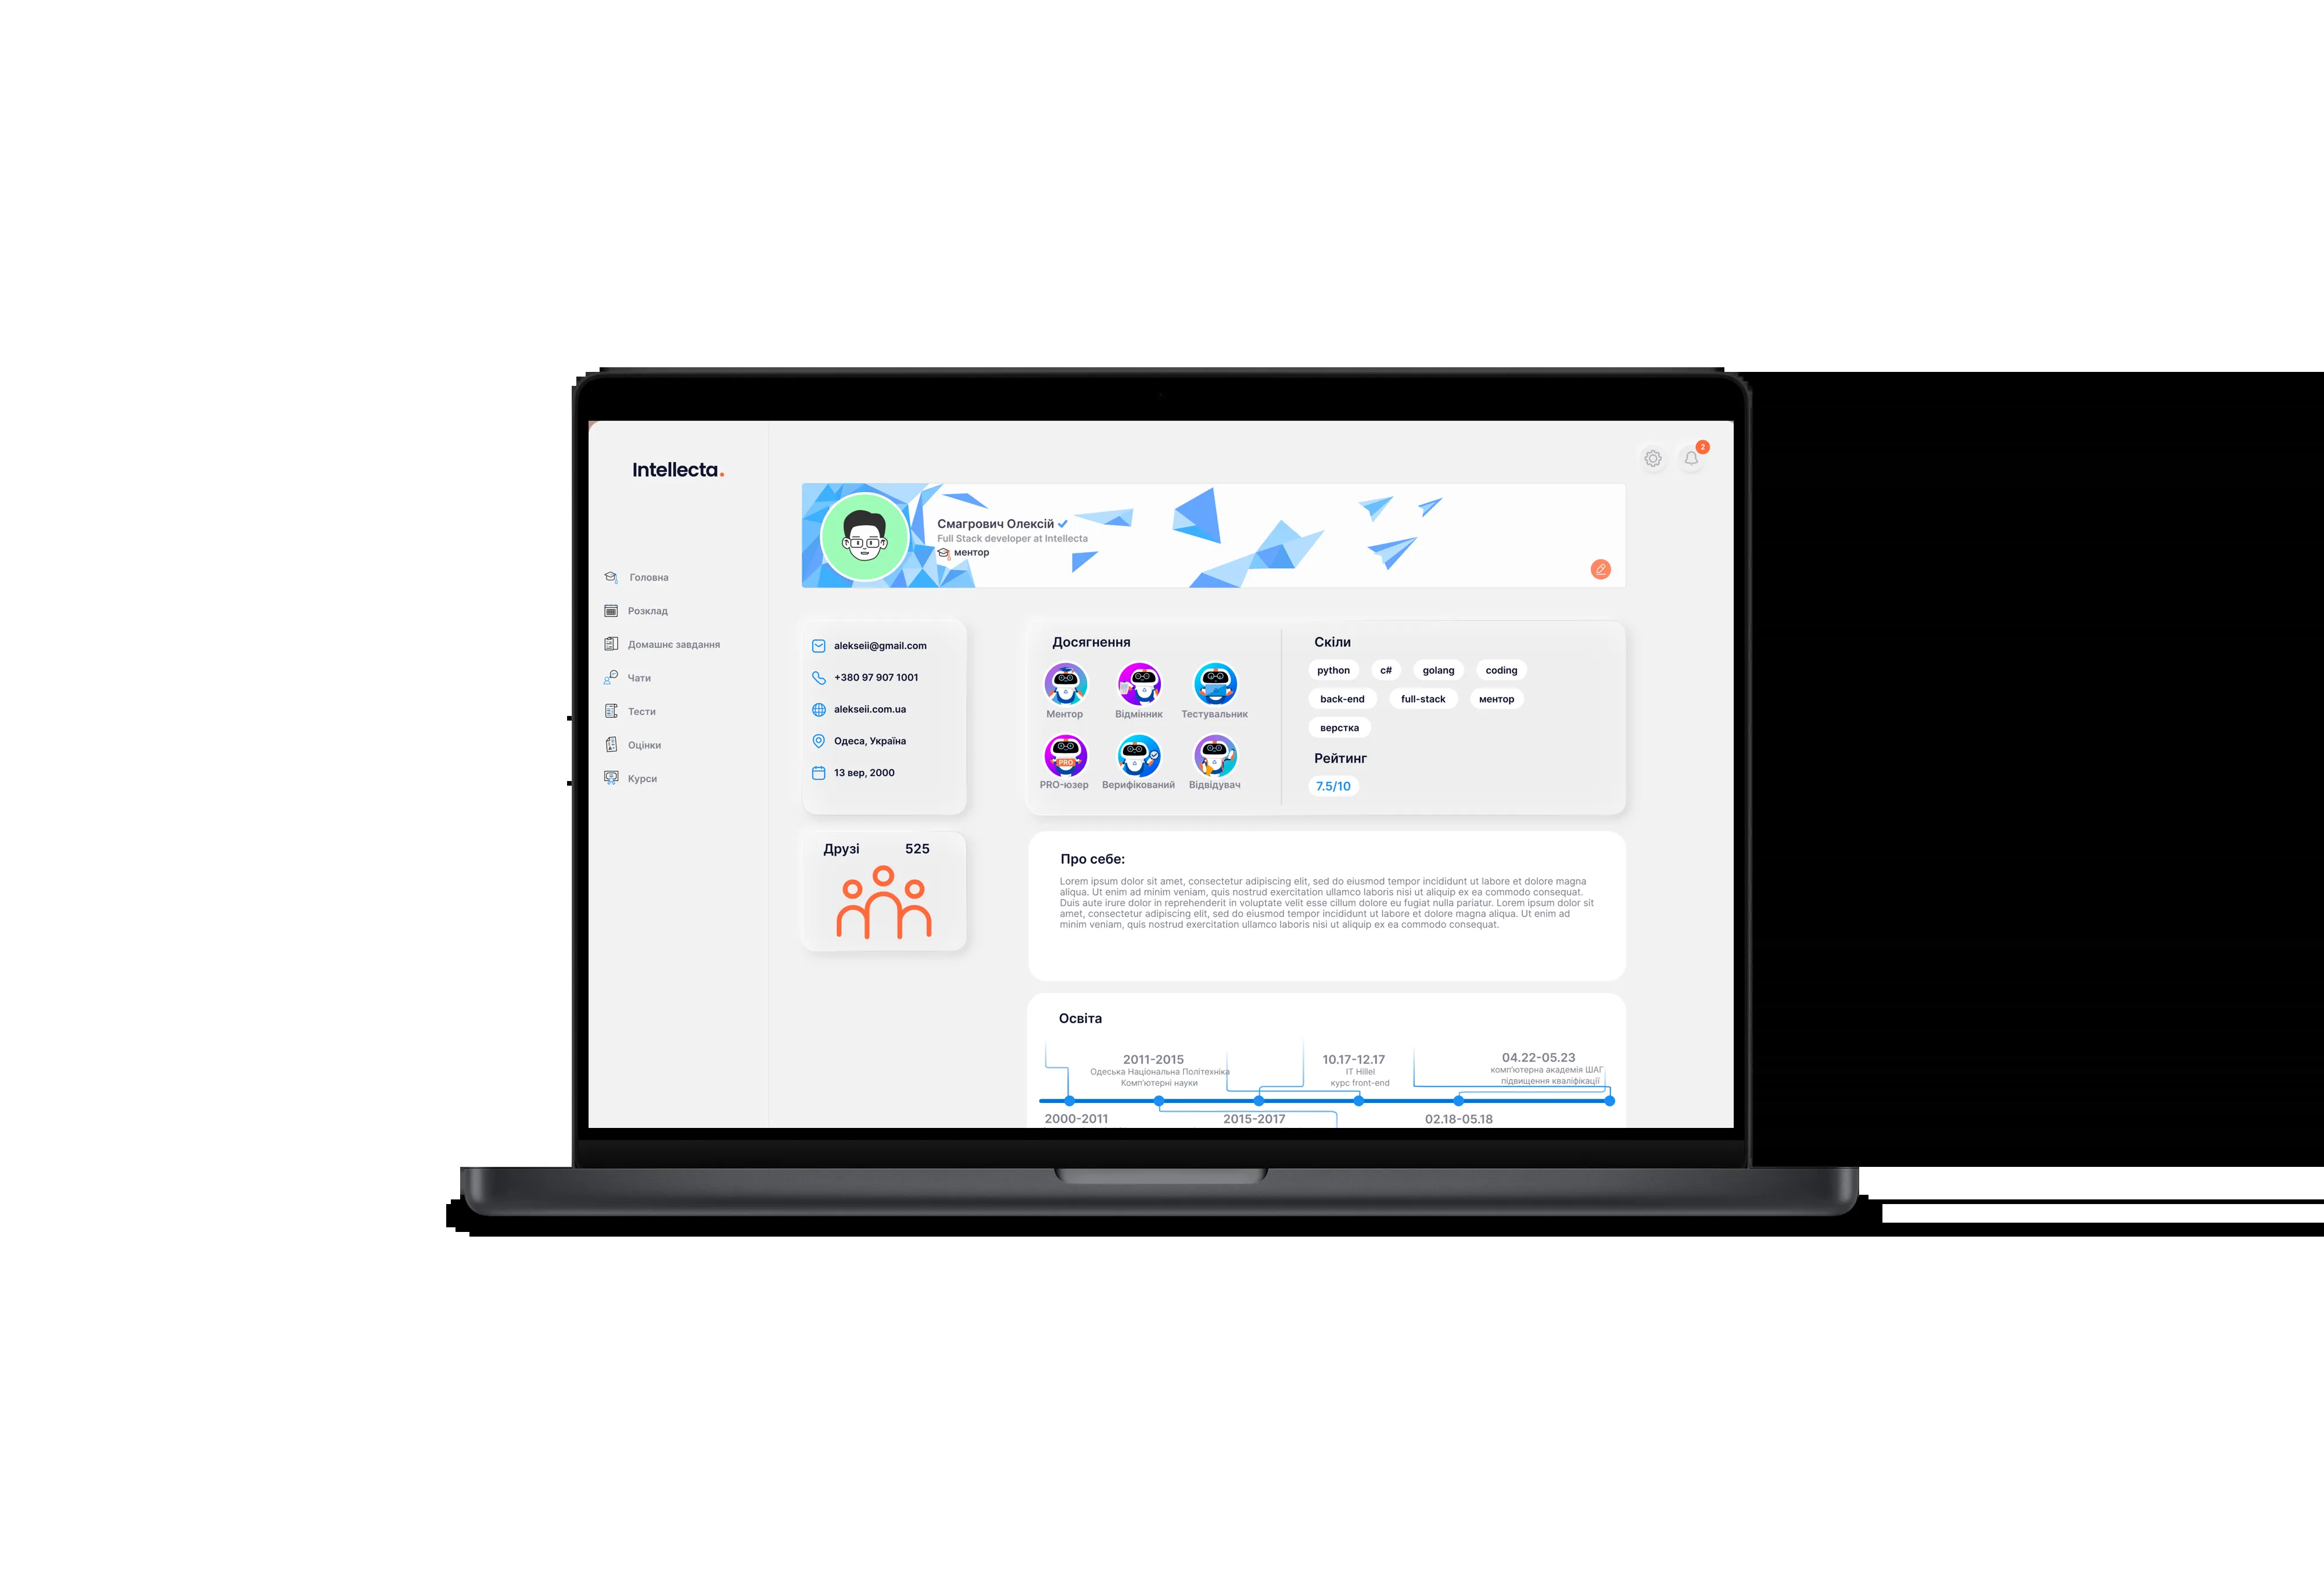 Intellecta.
2
Головна
Розклад
Домашнє завдання
Чати
Тести
Оцінки
Курси
Смагрович Олексій
Full Stack developer at Intellecta
ментор
alekseii@gmail.com
+380 97 907 1001
alekseii.com.ua
Одеса, Україна
13 вер, 2000
Друзі 525
Досягнення
Ментор Відмінник Тестувальник
PRO
PRO-юзер Верифікований Відвідувач
Скіли
python c# golang coding
back-end full-stack ментор
верстка
Рейтинг
7.5/10
Про себе:
Lorem ipsum dolor sit amet, consectetur adipiscing elit, sed do eiusmod tempor incididunt ut labore et dolore magna
aliqua. Ut enim ad minim veniam, quis nostrud exercitation ullamco laboris nisi ut aliquip ex ea commodo consequat.
Duis aute irure dolor in reprehenderit in voluptate velit esse cillum dolore eu fugiat nulla pariatur. Lorem ipsum dolor sit
amet, consectetur adipiscing elit, sed do eiusmod tempor incididunt ut labore et dolore magna aliqua. Ut enim ad
minim veniam, quis nostrud exercitation ullamco laboris nisi ut aliquip ex ea commodo consequat.
Освіта
2011-2015
Одеська Національна Політехніка
Комп'ютерні науки
10.17-12.17
IT Hillel
курс front-end
04.22-05.23
комп'ютерна академія ШАГ
підвищення кваліфікації
2000-2011
2015-2017
02.18-05.18